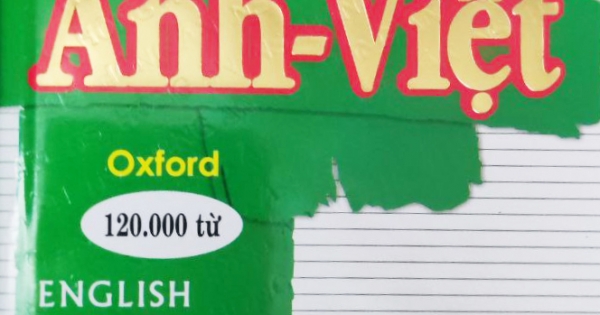 Anh-Việt
Oxford
120.000 từ
ENGLISH